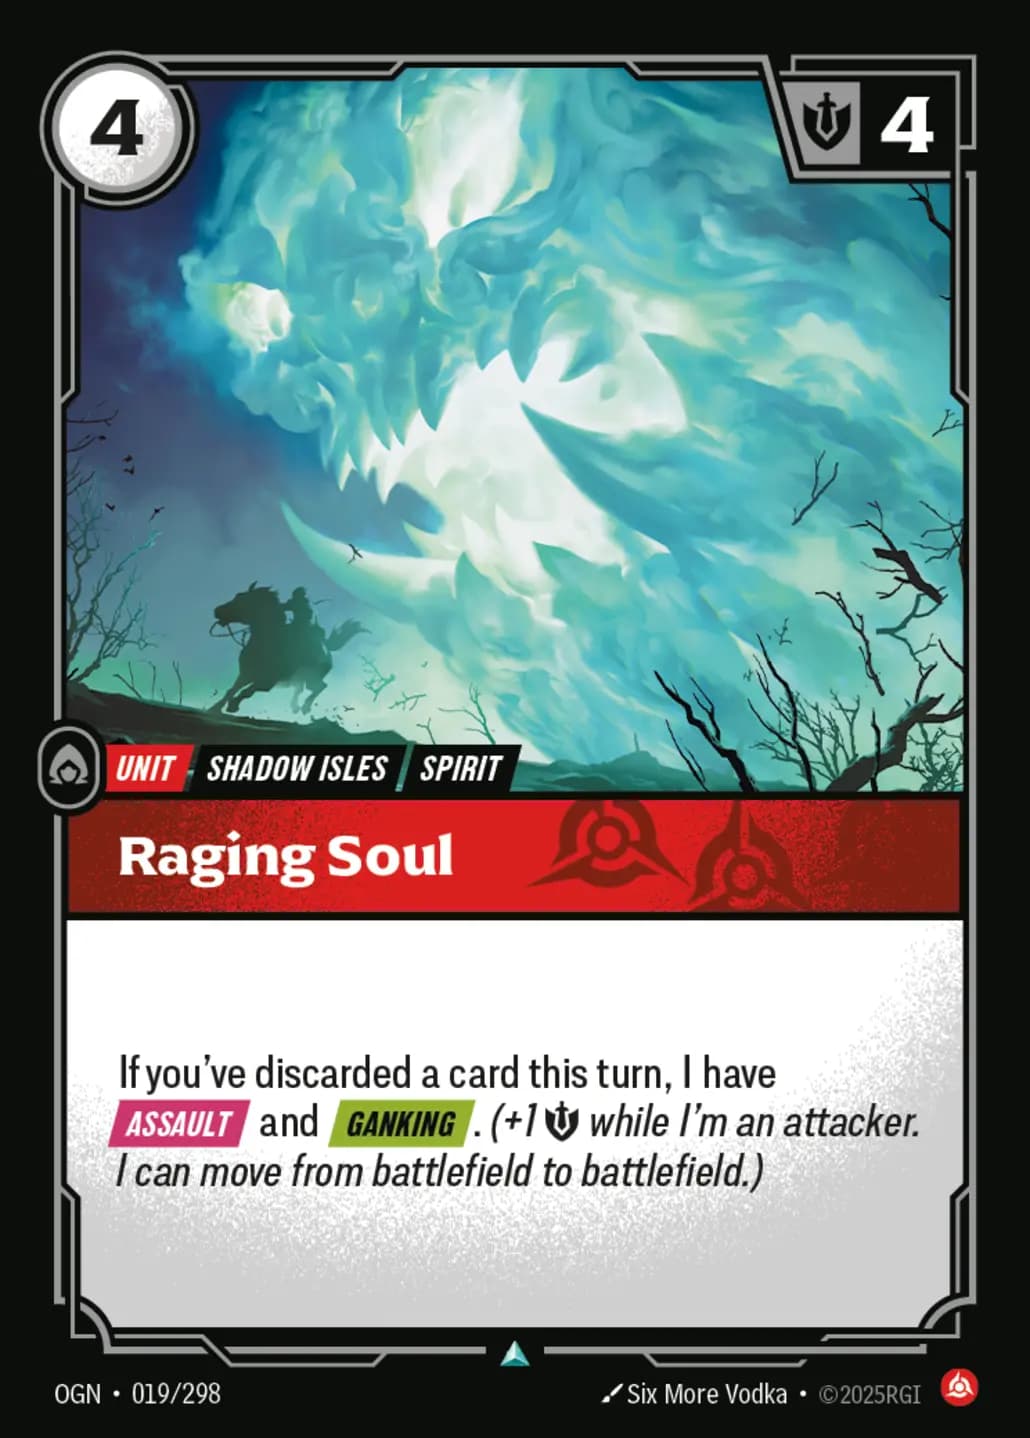 4
4
UNIT SHADOW ISLES SPIRIT
Raging Soul
If you've discarded a card this turn, I have
ASSAULT and GANKING. (+1 while I'm an attacker.
I can move from battlefield to battlefield.)
OGN • 019/298
Six More Vodka • ©2025RGI